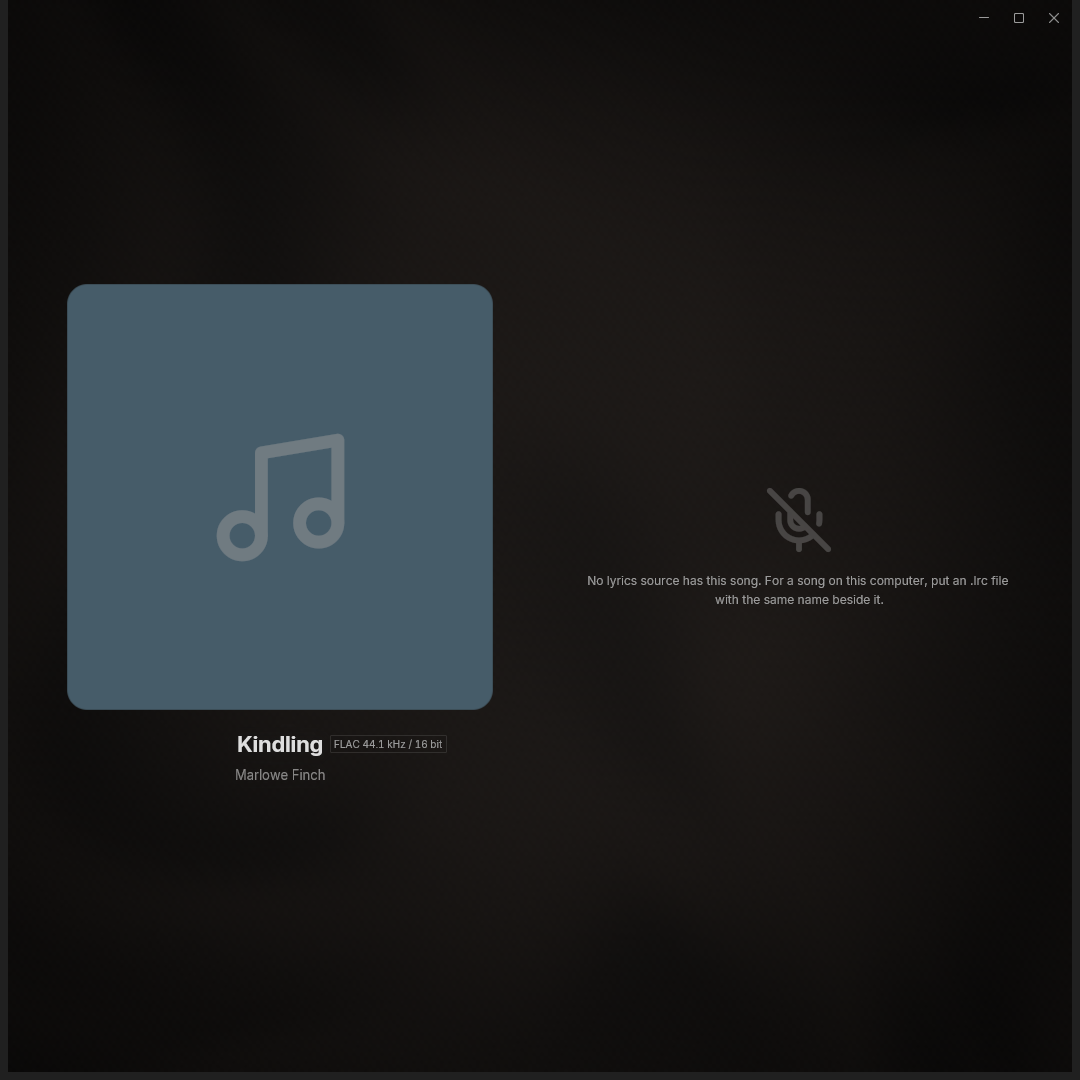 No lyrics source has this song. For a song on this computer, put an .lrc file
with the same name beside it.
Kindling FLAC 44.1 kHz / 16 bit
Marlowe Finch